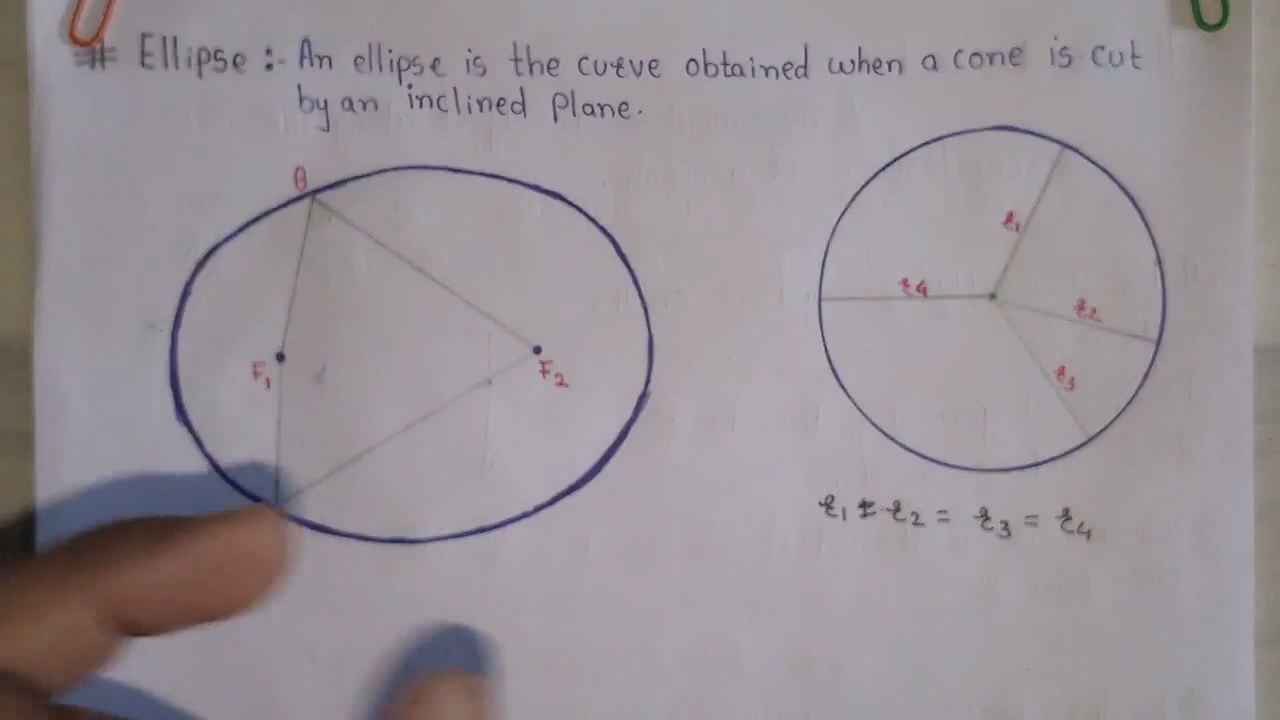 # Ellipse :- An ellipse is the curve obtained when a cone is cut
by an inclined Plane.
B
F1
F2
r1
r4
r2
r3
r1 = r2 = r3 = r4